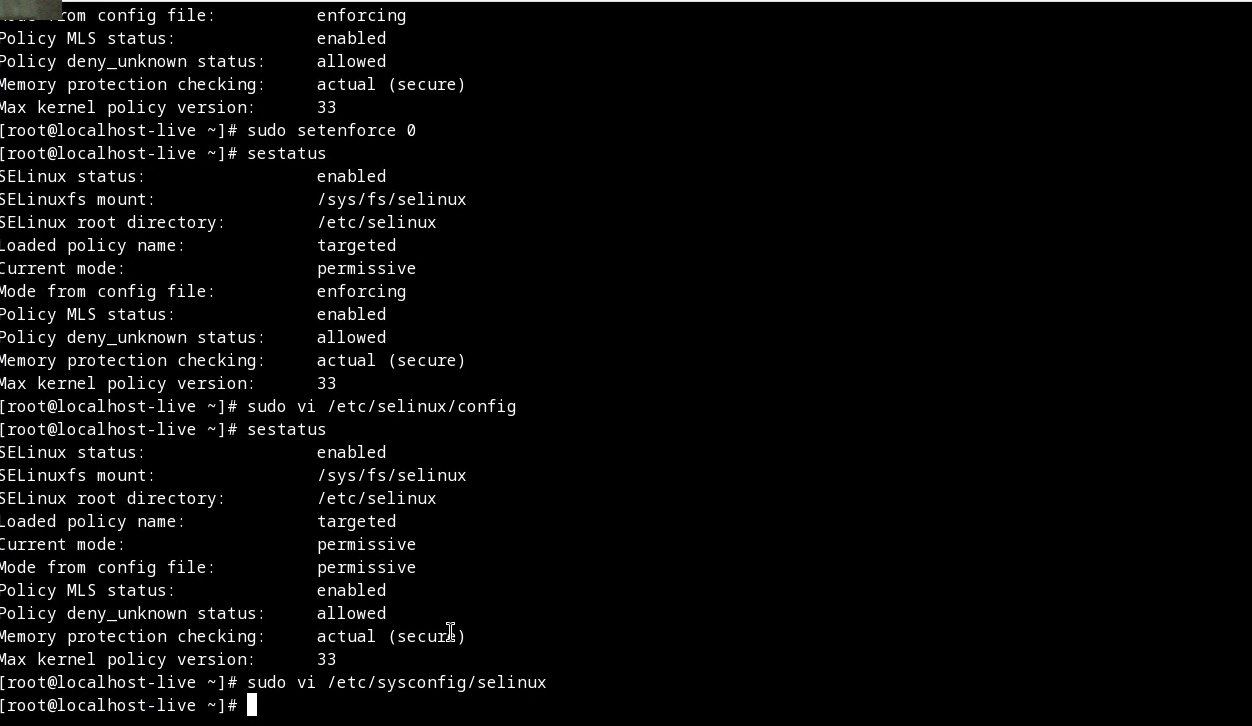 from config file: enforcing
Policy MLS status: enabled
Policy deny_unknown status: allowed
Memory protection checking: actual (secure)
Max kernel policy version: 33
[root@localhost-live ~]# sudo setenforce 0
[root@localhost-live ~]# sestatus
SELinux status: enabled
SELinuxfs mount: /sys/fs/selinux
SELinux root directory: /etc/selinux
Loaded policy name: targeted
Current mode: permissive
Mode from config file: enforcing
Policy MLS status: enabled
Policy deny_unknown status: allowed
Memory protection checking: actual (secure)
Max kernel policy version: 33
[root@localhost-live ~]# sudo vi /etc/selinux/config
[root@localhost-live ~]# sestatus
SELinux status: enabled
SELinuxfs mount: /sys/fs/selinux
SELinux root directory: /etc/selinux
Loaded policy name: targeted
Current mode: permissive
Mode from config file: permissive
Policy MLS status: enabled
Policy deny_unknown status: allowed
Memory protection checking: actual (secure)
Max kernel policy version: 33
[root@localhost-live ~]# sudo vi /etc/sysconfig/selinux
[root@localhost-live ~]#